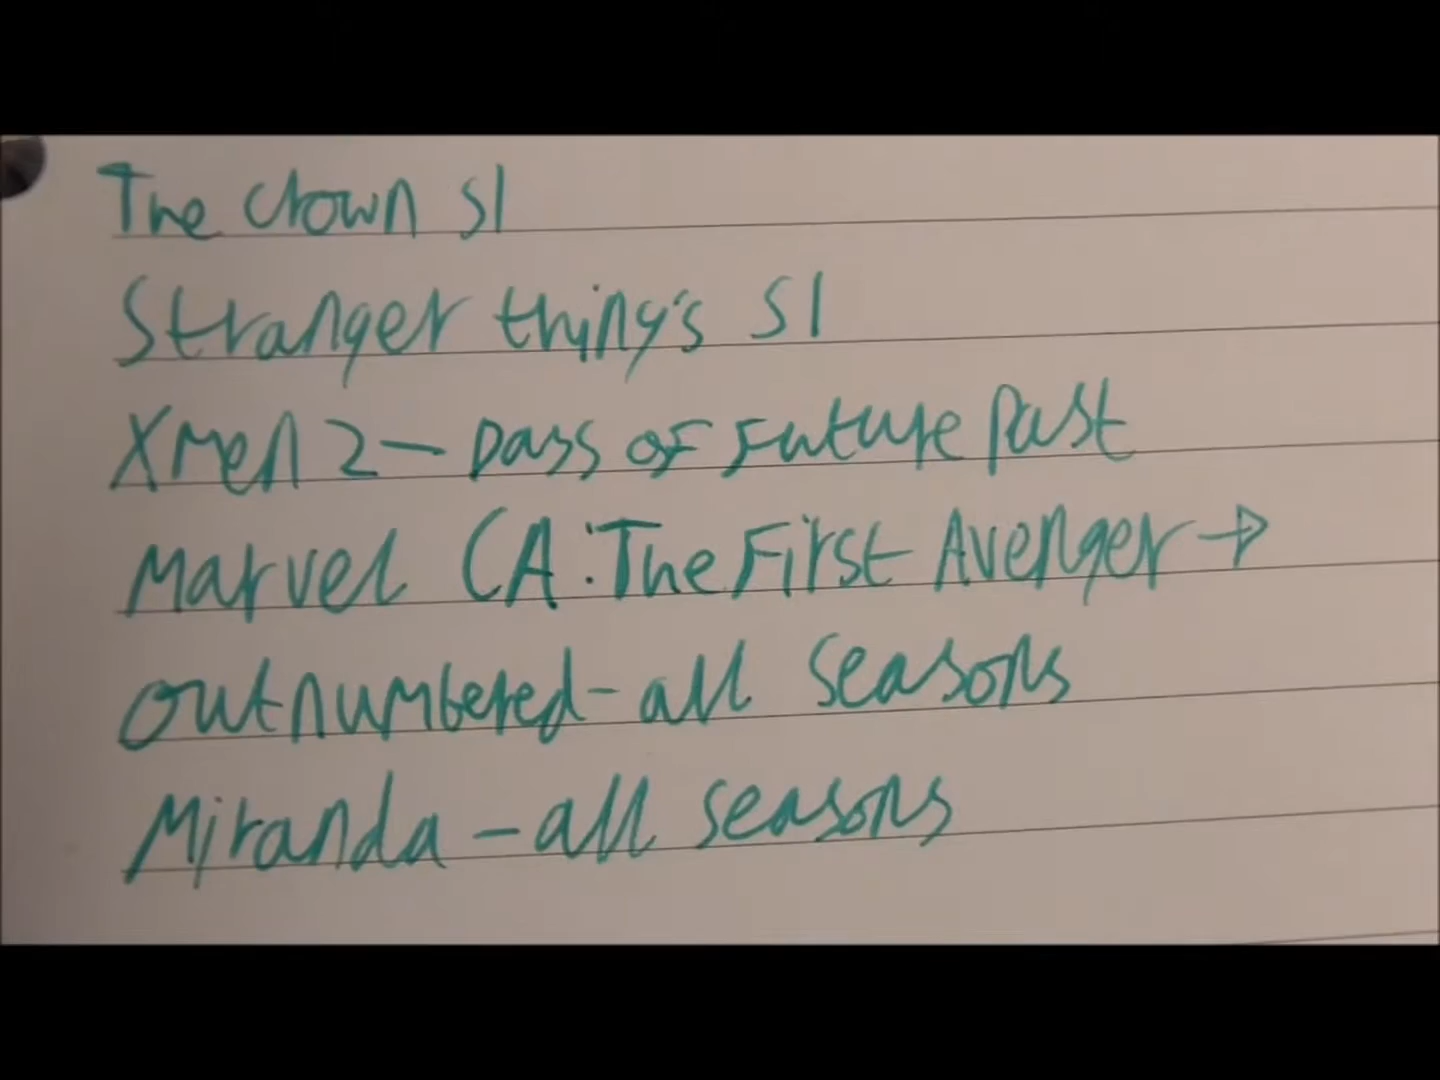 The Crown S1
Stranger thing's S1
Xmen 2 - Days of Future Past
Marvel CA: The First Avenger →
Outnumbered - all seasons
Miranda - all seasons